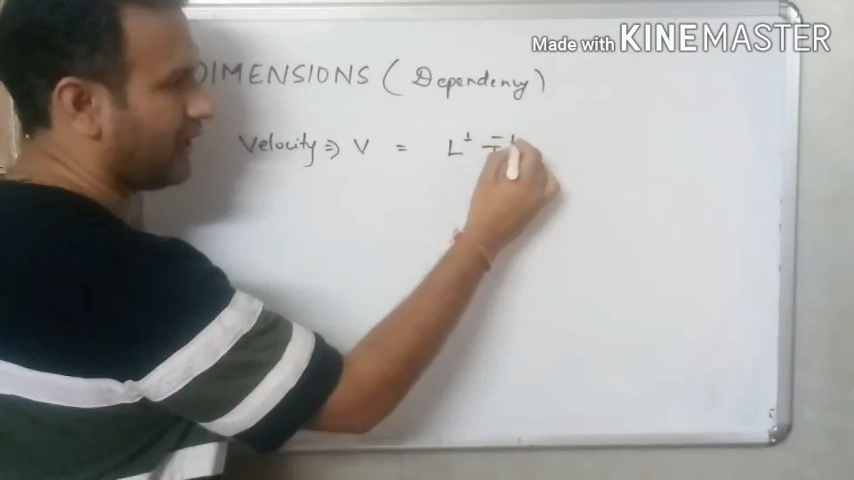 Made with KINEMASTER
DIMENSIONS (Dependency)
Velocity ⇒ V = L¹ T⁻¹